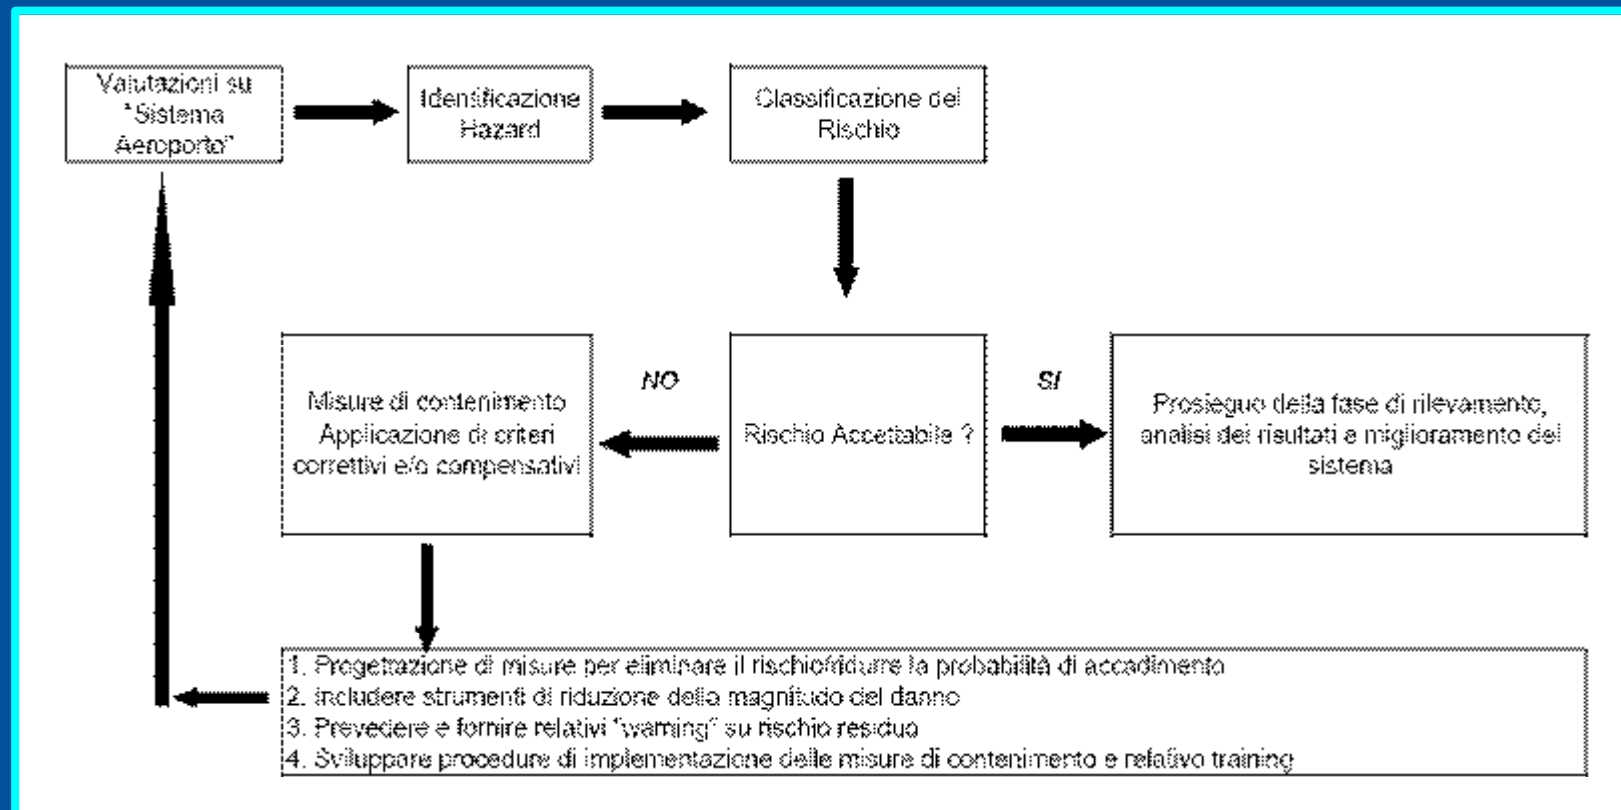 Valutazioni su
"Sistema
Aeroporto"
Identificazione
Hazard
Classificazione del
Rischio
Misure di contenimento
Applicazione di criteri
correttivi e/o compensativi
NO
Rischio Accettabile ?
SI
Prosieguo della fase di rilevamento,
analisi dei risultati e miglioramento del
sistema
1. Progettazione di misure per eliminare il rischio/ridurre la probabilità di accadimento
2. Includere strumenti di riduzione della magnitudo del danno
3. Prevedere e fornire relativi "warning" su rischio residuo
4. Sviluppare procedure di implementazione delle misure di contenimento e relativo training